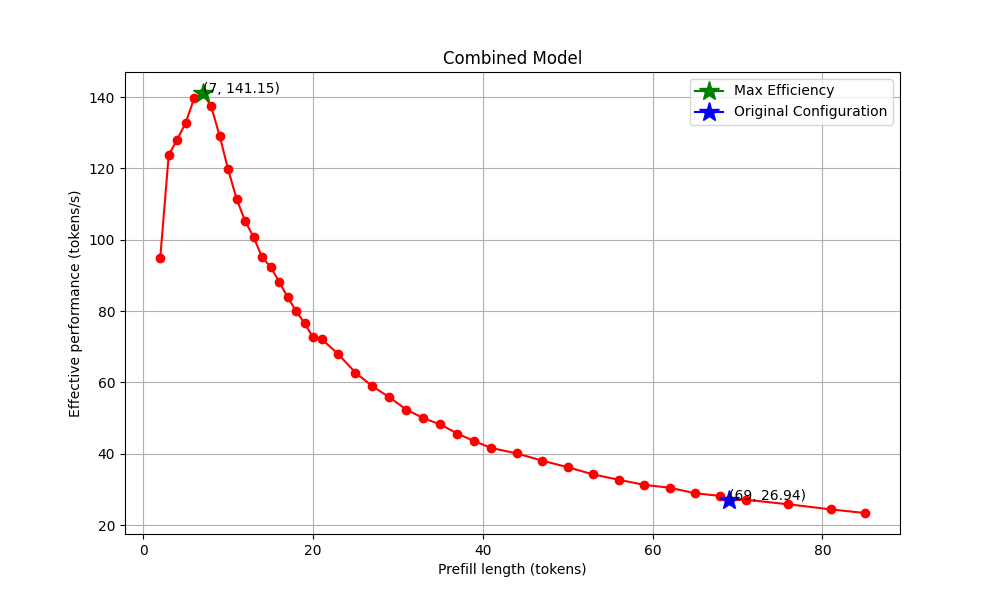 Combined Model
(7, 141.15)
Max Efficiency
Original Configuration
140
120
100
80
60
40
20
Effective performance (tokens/s)
(69, 26.94)
0 20 40 60 80
Prefill length (tokens)